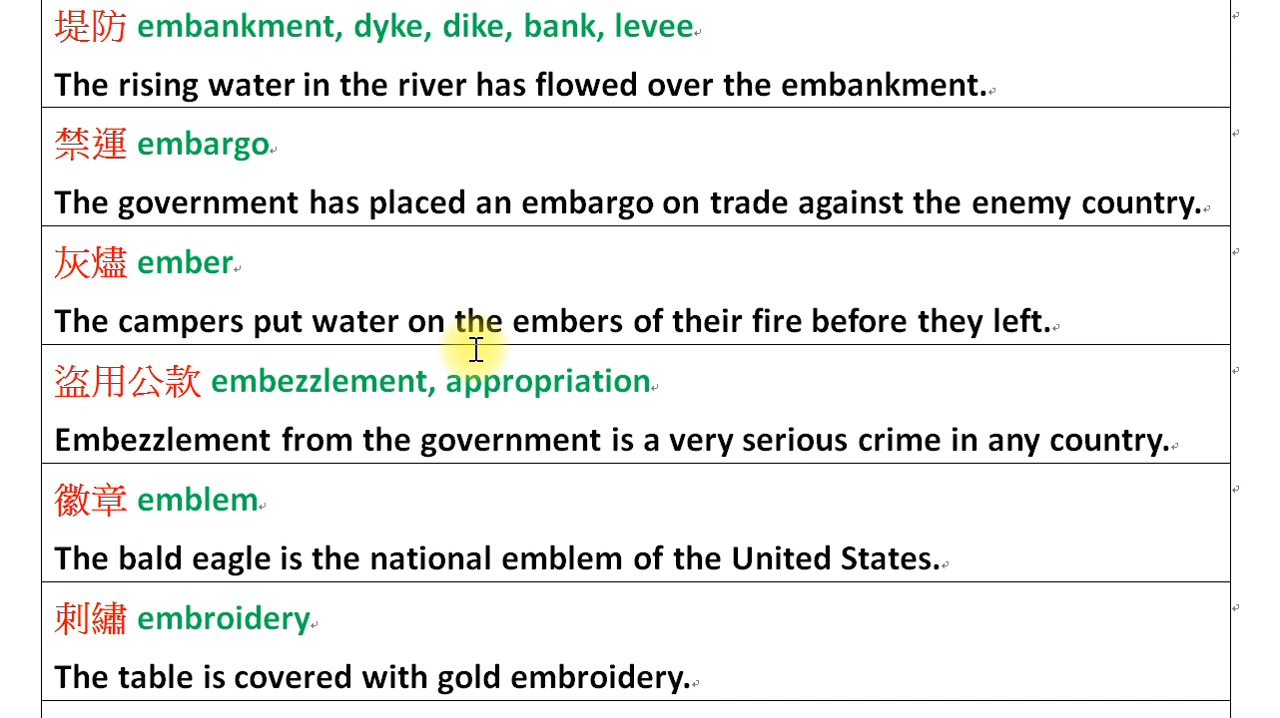 堤防 embankment, dyke, dike, bank, levee
The rising water in the river has flowed over the embankment.
禁運 embargo
The government has placed an embargo on trade against the enemy country.
灰燼 ember
The campers put water on the embers of their fire before they left.
盜用公款 embezzlement, appropriation
Embezzlement from the government is a very serious crime in any country.
徽章 emblem
The bald eagle is the national emblem of the United States.
刺繡 embroidery
The table is covered with gold embroidery.